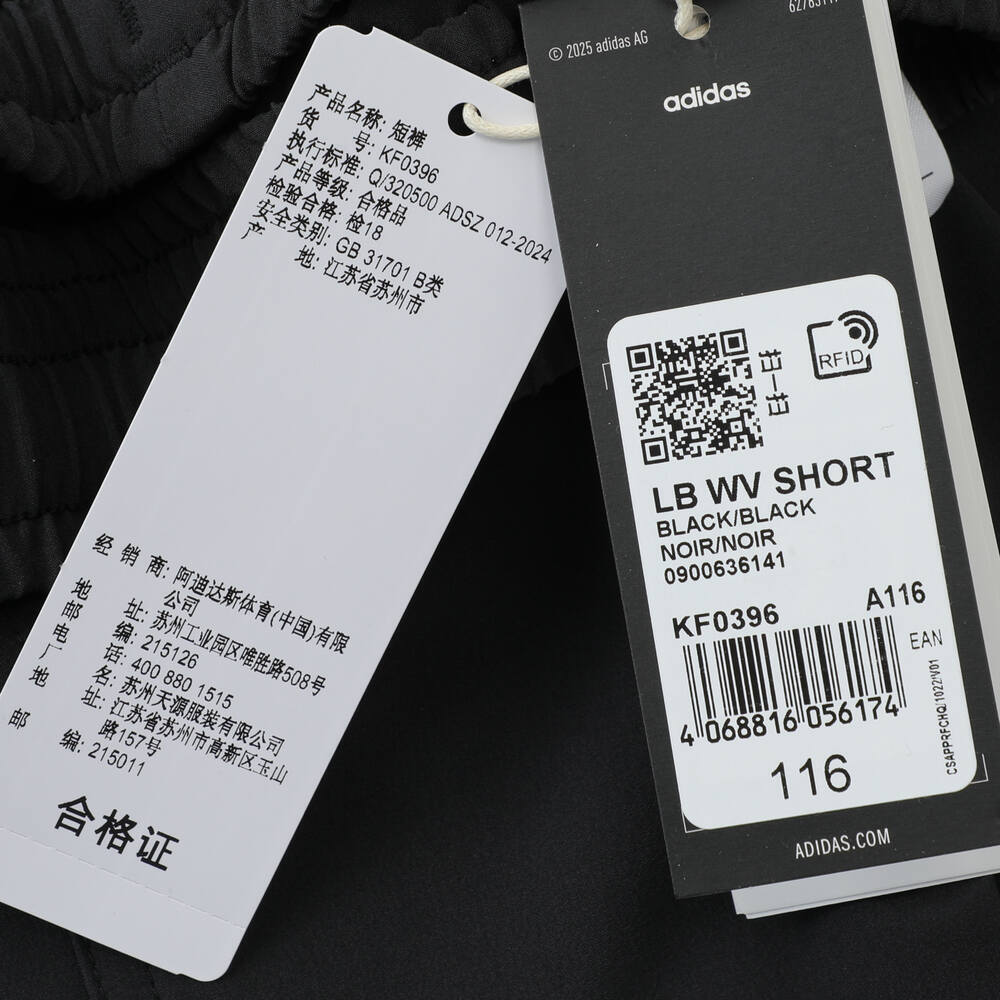 产品名称: 短裤
货 号: KF0396
执行标准: Q/320500 ADSZ 012-2024
产品等级: 合格品
检验合格: 检18
安全类别: GB 31701 B类
产 地: 江苏省苏州市
经 销 商: 阿迪达斯体育(中国)有限
公司
地 址: 苏州工业园区唯胜路508号
邮 编: 215126
电 话: 400 880 1515
厂 名: 苏州天源服装有限公司
地 址: 江苏省苏州市高新区玉山
路157号
邮 编: 215011
合格证
© 2025 adidas AG
adidas
RFID
LB WV SHORT
BLACK/BLACK
NOIR/NOIR
0900636141
KF0396 A116
EAN
4 068816 056174
CSAPPRFCHQ/1022/V01
116
ADIDAS.COM